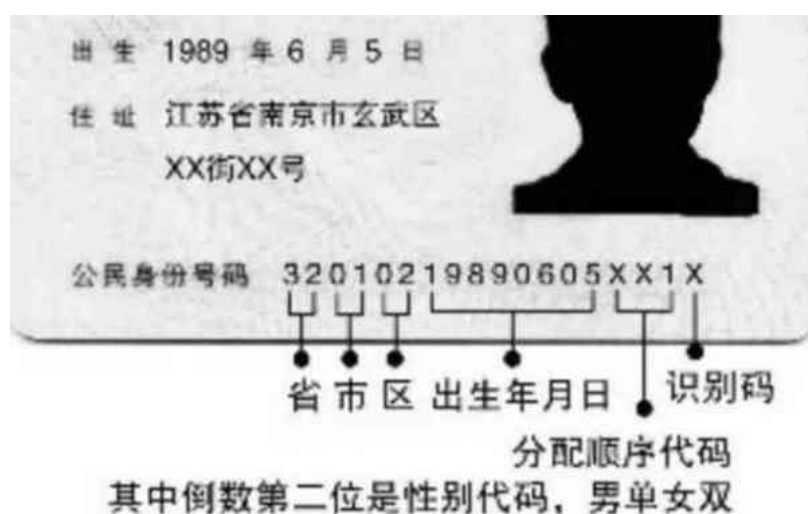 出生 1989 年 6 月 5 日
住址 江苏省南京市玄武区
XX街XX号
公民身份号码 32010219890605XX1X
省 市 区 出生年月日 识别码
分配顺序代码
其中倒数第二位是性别代码，男单女双